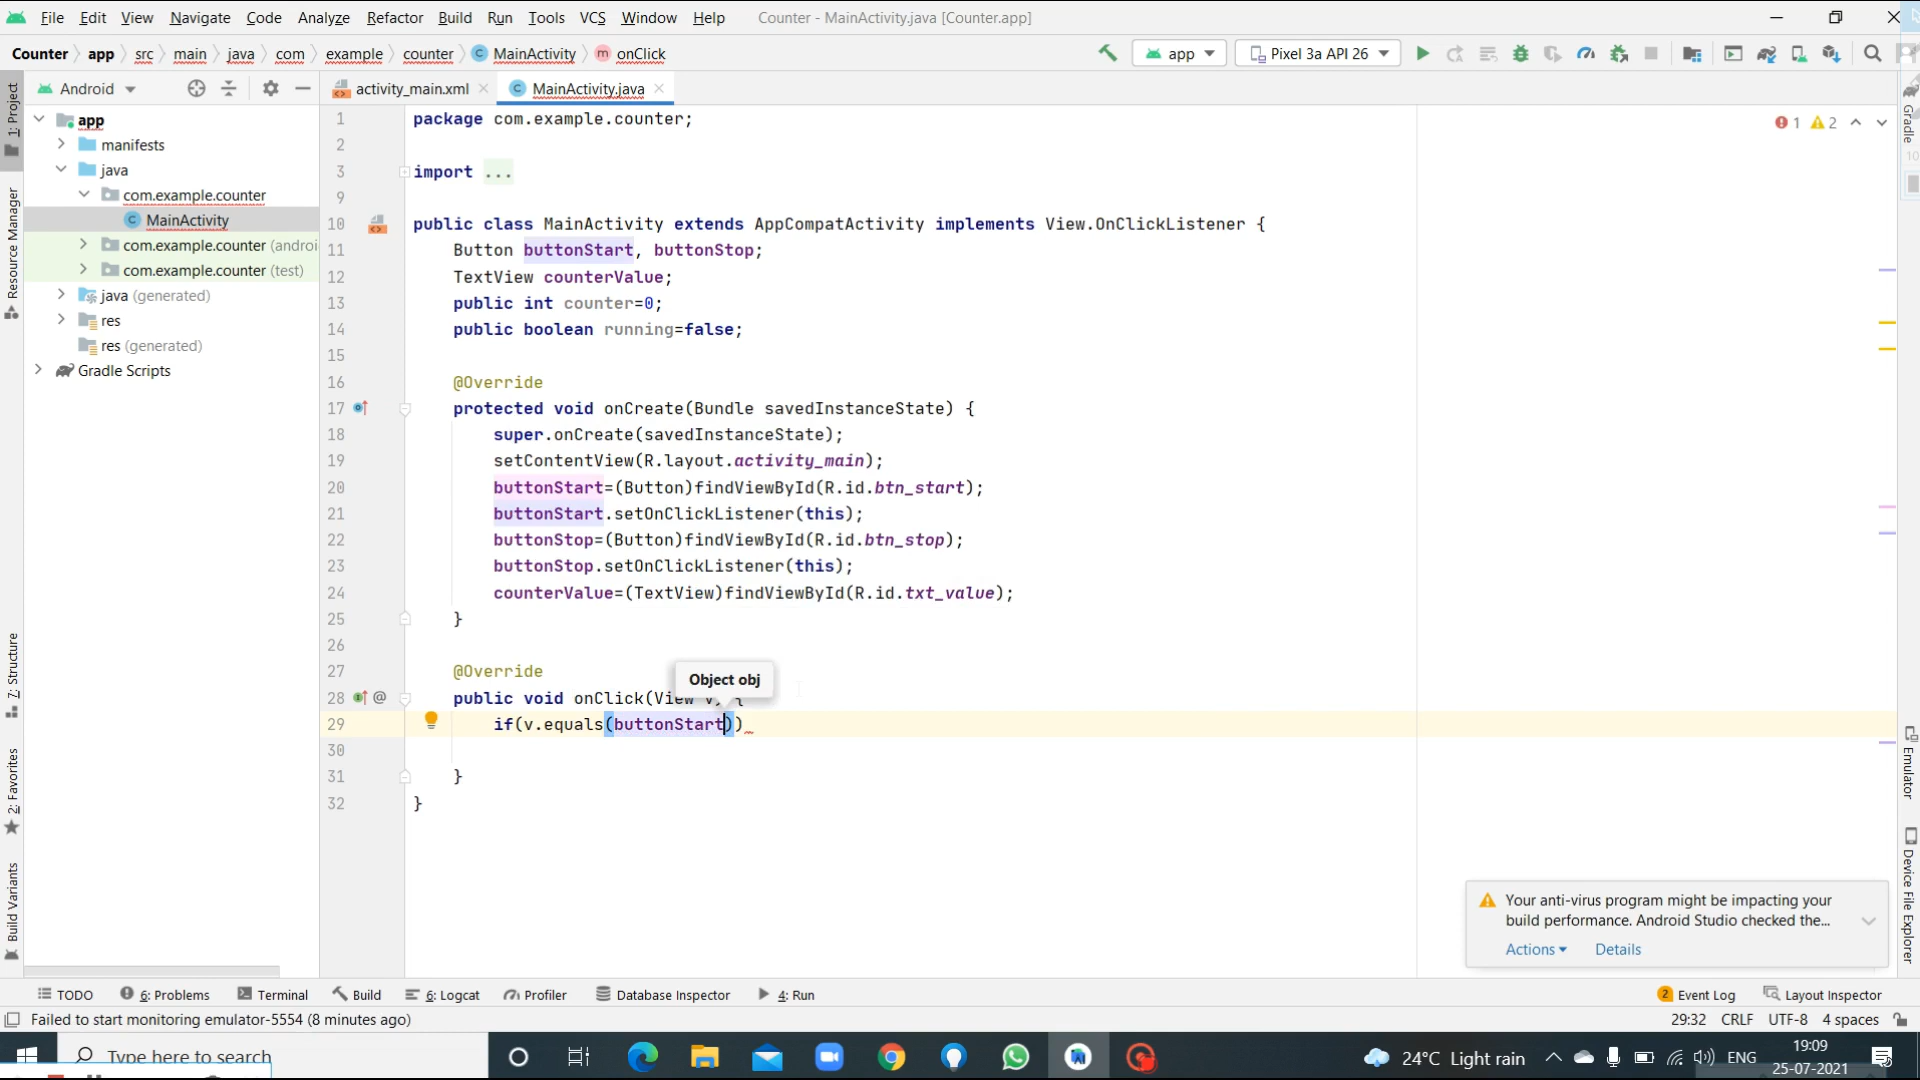 File Edit View Navigate Code Analyze Refactor Build Run Tools VCS Window Help Counter - MainActivity.java [Counter.app]
Counter app src main java com example counter MainActivity onClick app Pixel 3a API 26
Android activity_main.xml MainActivity.java
1: Project
Resource Manager
7: Structure
2: Favorites
Build Variants
app
manifests
java
com.example.counter
MainActivity
com.example.counter (androi
com.example.counter (test)
java (generated)
res
res (generated)
Gradle Scripts
1 package com.example.counter;
2
3 import ...
9
10 public class MainActivity extends AppCompatActivity implements View.OnClickListener {
11 Button buttonStart, buttonStop;
12 TextView counterValue;
13 public int counter=0;
14 public boolean running=false;
15
16 @Override
17 protected void onCreate(Bundle savedInstanceState) {
18 super.onCreate(savedInstanceState);
19 setContentView(R.layout.activity_main);
20 buttonStart=(Button)findViewById(R.id.btn_start);
21 buttonStart.setOnClickListener(this);
22 buttonStop=(Button)findViewById(R.id.btn_stop);
23 buttonStop.setOnClickListener(this);
24 counterValue=(TextView)findViewById(R.id.txt_value);
25 }
26
27 @Override
Object obj
28 public void onClick(View v) {
29 if(v.equals(buttonStart))
30
31 }
32 }
1 2
Gradle
Emulator
Device File Explorer
Your anti-virus program might be impacting your
build performance. Android Studio checked the...
Actions Details
TODO 6: Problems Terminal Build 6: Logcat Profiler Database Inspector 4: Run 2 Event Log Layout Inspector
Failed to start monitoring emulator-5554 (8 minutes ago) 29:32 CRLF UTF-8 4 spaces
Type here to search 24°C Light rain ENG 19:09
25-07-2021